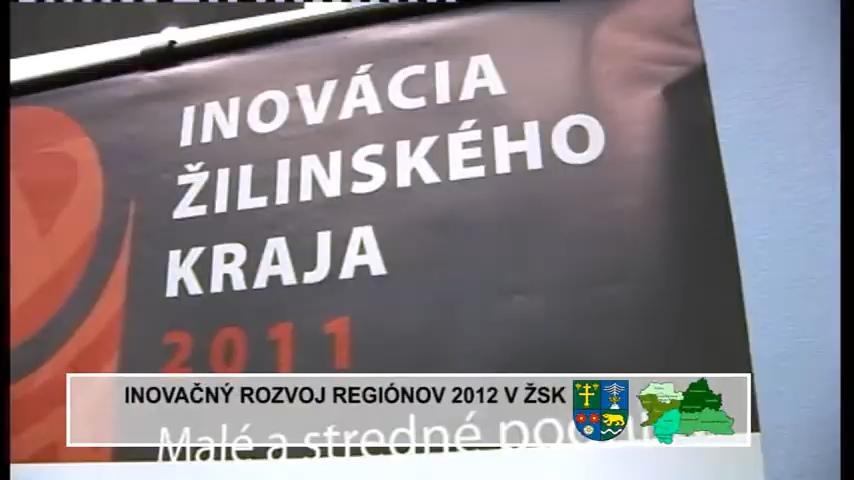 INOVÁCIA
ŽILINSKÉHO
KRAJA
2011
INOVAČNÝ ROZVOJ REGIÓNOV 2012 V ŽSK
Malé a stredné